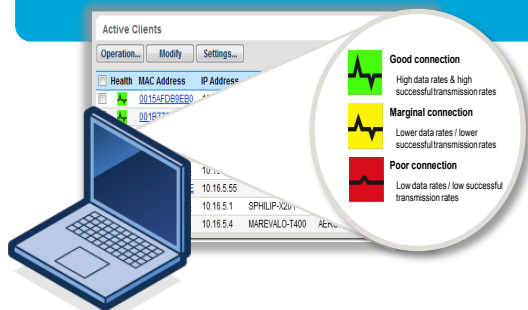 Active Clients
Operation... Modify Settings...
Health MAC Address IP Address
0015AFDB9EB0
10.16.5.55
10.16.5.1
10.16.5.4 MAREVALO-T400
Good connection
High data rates & high
successful transmission rates
Marginal connection
Lower data rates / lower
successful transmission rates
Poor connection
Low data rates / low successful
transmission rates